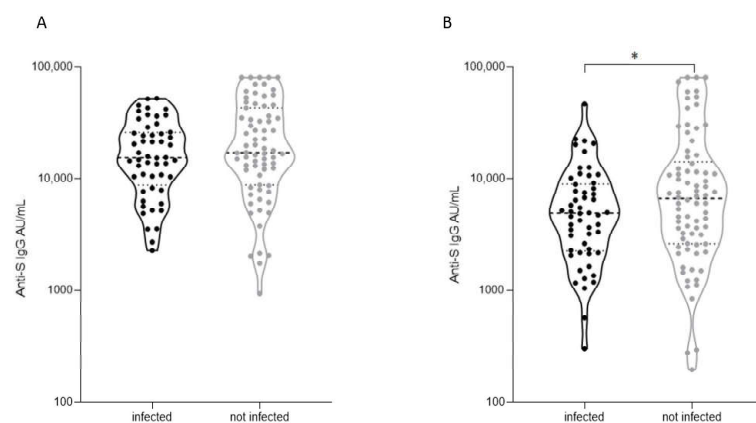 A
Anti-S IgG AU/mL
100,000
10,000
1000
100
infected
not infected
B
*
Anti-S IgG AU/mL
100,000
10,000
1000
100
infected
not infected